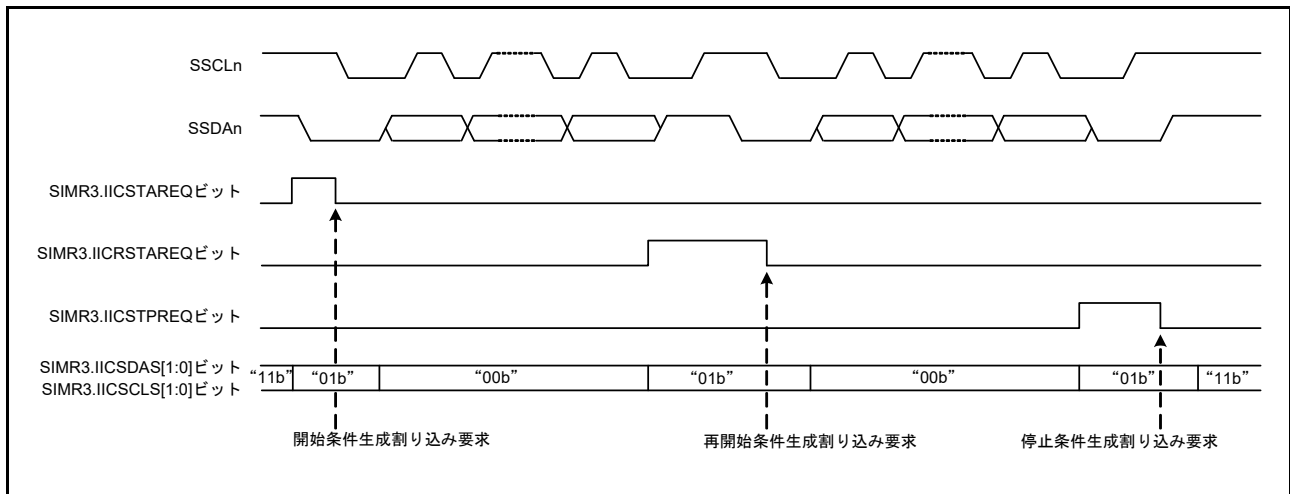 SSCLn
SSDAn
SIMR3.IICSTAREQビット
SIMR3.IICRSTAREQビット
SIMR3.IICSTPREQビット
SIMR3.IICSDAS[1:0]ビット
SIMR3.IICSCLS[1:0]ビット
“11b” “01b” “00b” “01b” “00b” “01b” “11b”
開始条件生成割り込み要求 再開始条件生成割り込み要求 停止条件生成割り込み要求